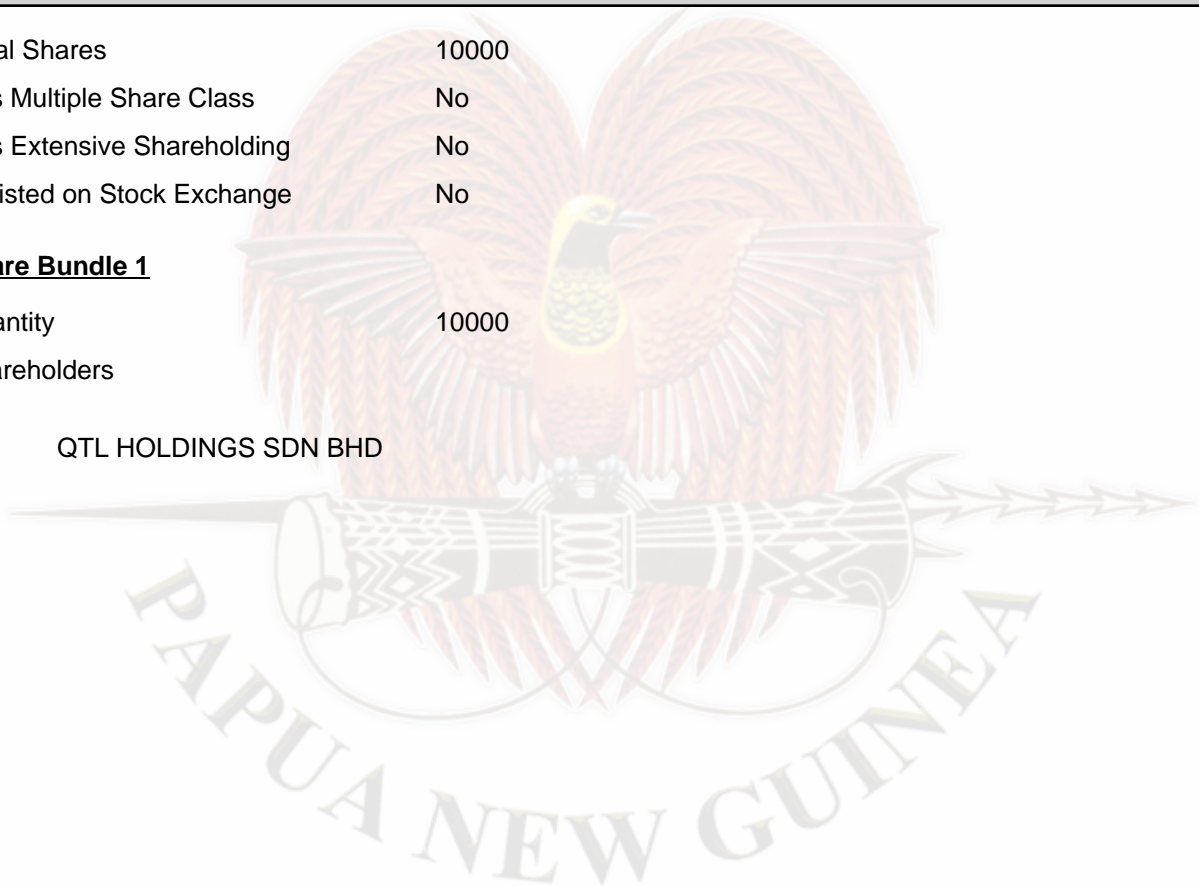 al Shares 10000
s Multiple Share Class No
s Extensive Shareholding No
isted on Stock Exchange No
are Bundle 1
antity 10000
areholders
QTL HOLDINGS SDN BHD
PAPUA NEW GUINEA